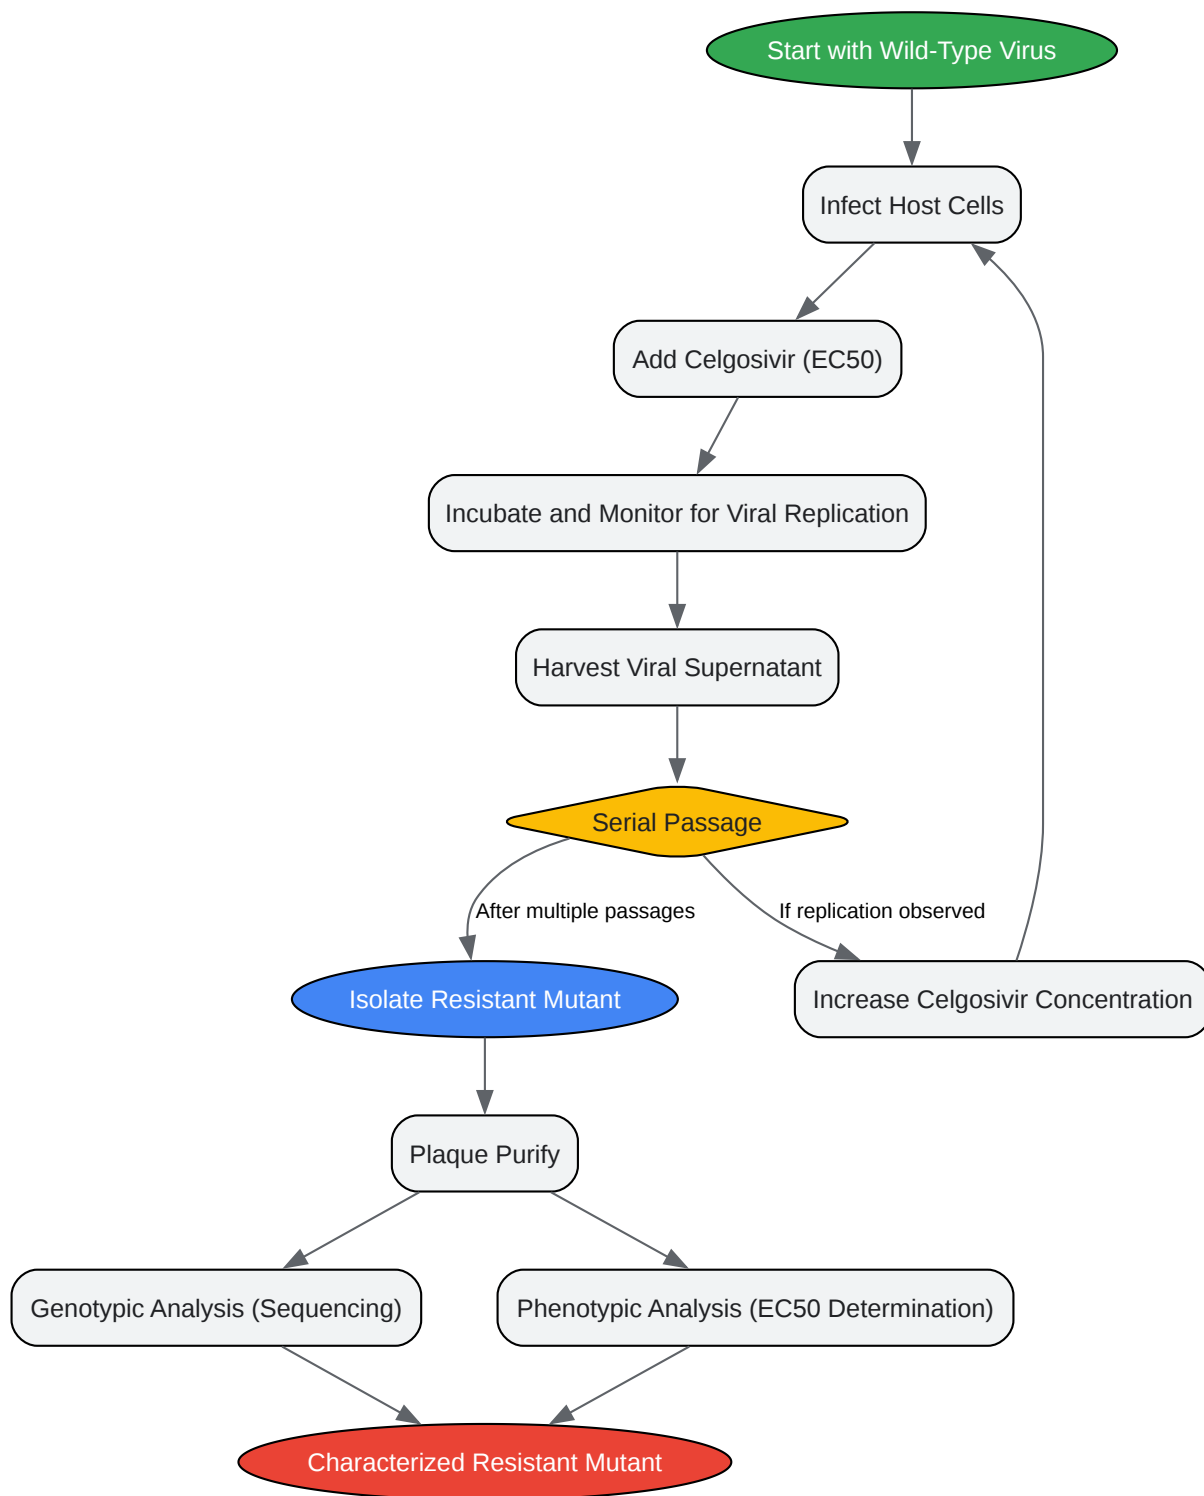 Start with Wild-Type Virus
Infect Host Cells
Add Celgosivir (EC50)
Incubate and Monitor for Viral Replication
Harvest Viral Supernatant
Serial Passage
After multiple passages
If replication observed
Isolate Resistant Mutant
Increase Celgosivir Concentration
Plaque Purify
Genotypic Analysis (Sequencing)
Phenotypic Analysis (EC50 Determination)
Characterized Resistant Mutant